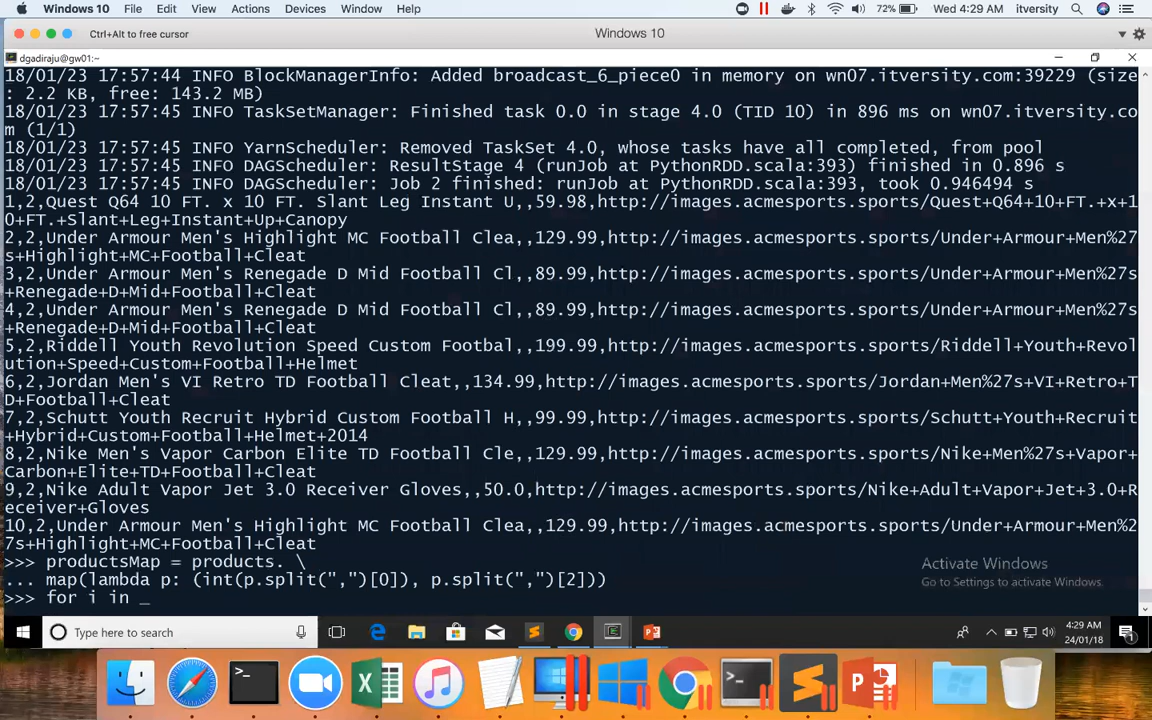 Windows 10 File Edit View Actions Devices Window Help 72% Wed 4:29 AM itversity
Ctrl+Alt to free cursor Windows 10
dgadiraju@gw01:~
18/01/23 17:57:44 INFO BlockManagerInfo: Added broadcast_6_piece0 in memory on wn07.itversity.com:39229 (size
: 2.2 KB, free: 143.2 MB)
18/01/23 17:57:45 INFO TaskSetManager: Finished task 0.0 in stage 4.0 (TID 10) in 896 ms on wn07.itversity.co
m (1/1)
18/01/23 17:57:45 INFO YarnScheduler: Removed TaskSet 4.0, whose tasks have all completed, from pool
18/01/23 17:57:45 INFO DAGScheduler: ResultStage 4 (runJob at PythonRDD.scala:393) finished in 0.896 s
18/01/23 17:57:45 INFO DAGScheduler: Job 2 finished: runJob at PythonRDD.scala:393, took 0.946494 s
1,2,Quest Q64 10 FT. x 10 FT. Slant Leg Instant U,,59.98,http://images.acmesports.sports/Quest+Q64+10+FT.+x+1
0+FT.+Slant+Leg+Instant+Up+Canopy
2,2,Under Armour Men's Highlight MC Football Clea,,129.99,http://images.acmesports.sports/Under+Armour+Men%27
s+Highlight+MC+Football+Cleat
3,2,Under Armour Men's Renegade D Mid Football Cl,,89.99,http://images.acmesports.sports/Under+Armour+Men%27s
+Renegade+D+Mid+Football+Cleat
4,2,Under Armour Men's Renegade D Mid Football Cl,,89.99,http://images.acmesports.sports/Under+Armour+Men%27s
+Renegade+D+Mid+Football+Cleat
5,2,Riddell Youth Revolution Speed Custom Footbal,,199.99,http://images.acmesports.sports/Riddell+Youth+Revol
ution+Speed+Custom+Football+Helmet
6,2,Jordan Men's VI Retro TD Football Cleat,,134.99,http://images.acmesports.sports/Jordan+Men%27s+VI+Retro+T
D+Football+Cleat
7,2,Schutt Youth Recruit Hybrid Custom Football H,,99.99,http://images.acmesports.sports/Schutt+Youth+Recruit
+Hybrid+Custom+Football+Helmet+2014
8,2,Nike Men's Vapor Carbon Elite TD Football Cle,,129.99,http://images.acmesports.sports/Nike+Men%27s+Vapor+
Carbon+Elite+TD+Football+Cleat
9,2,Nike Adult Vapor Jet 3.0 Receiver Gloves,,50.0,http://images.acmesports.sports/Nike+Adult+Vapor+Jet+3.0+R
eceiver+Gloves
10,2,Under Armour Men's Highlight MC Football Clea,,129.99,http://images.acmesports.sports/Under+Armour+Men%2
7s+Highlight+MC+Football+Cleat
>>> productsMap = products. \
... map(lambda p: (int(p.split(",")[0]), p.split(",")[2]))
>>> for i in _
Activate Windows
Go to Settings to activate Windows.
Type here to search
4:29 AM
24/01/18